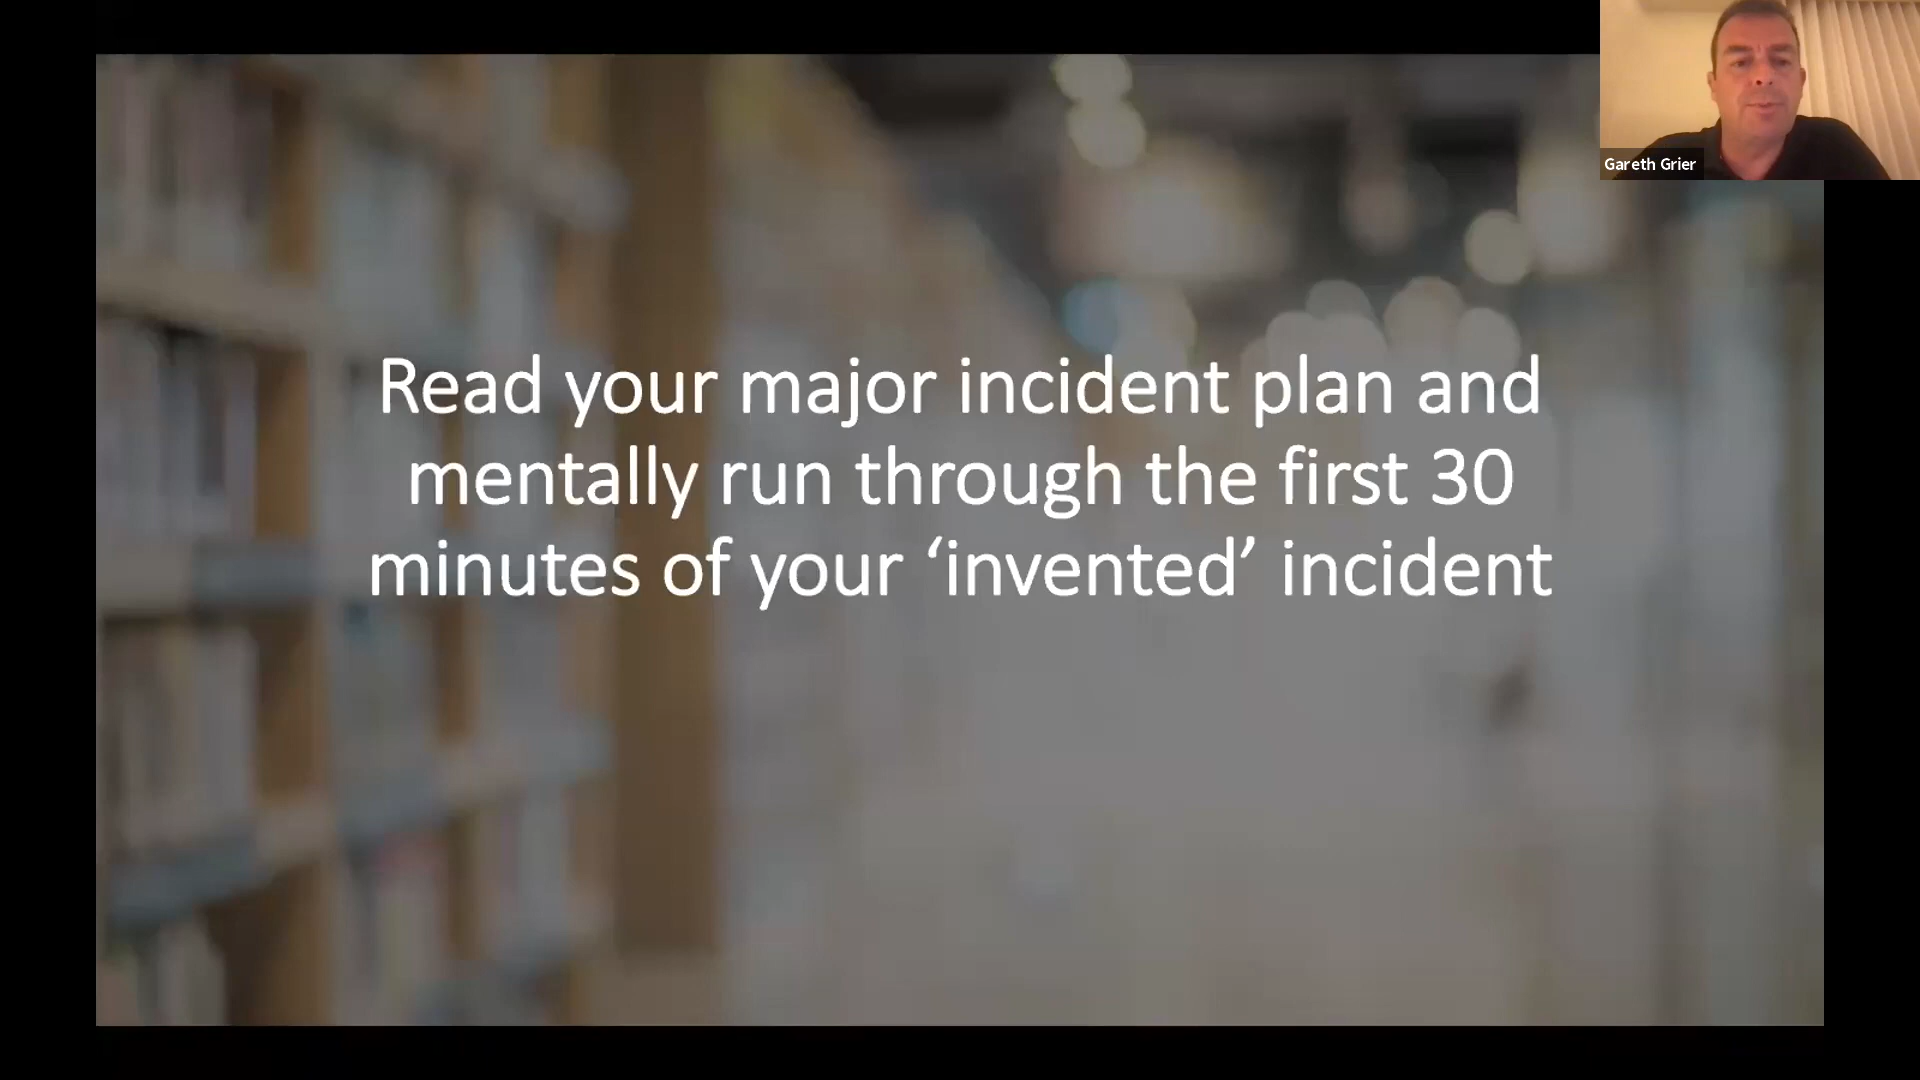 Gareth Grier
Read your major incident plan and
mentally run through the first 30
minutes of your ‘invented’ incident